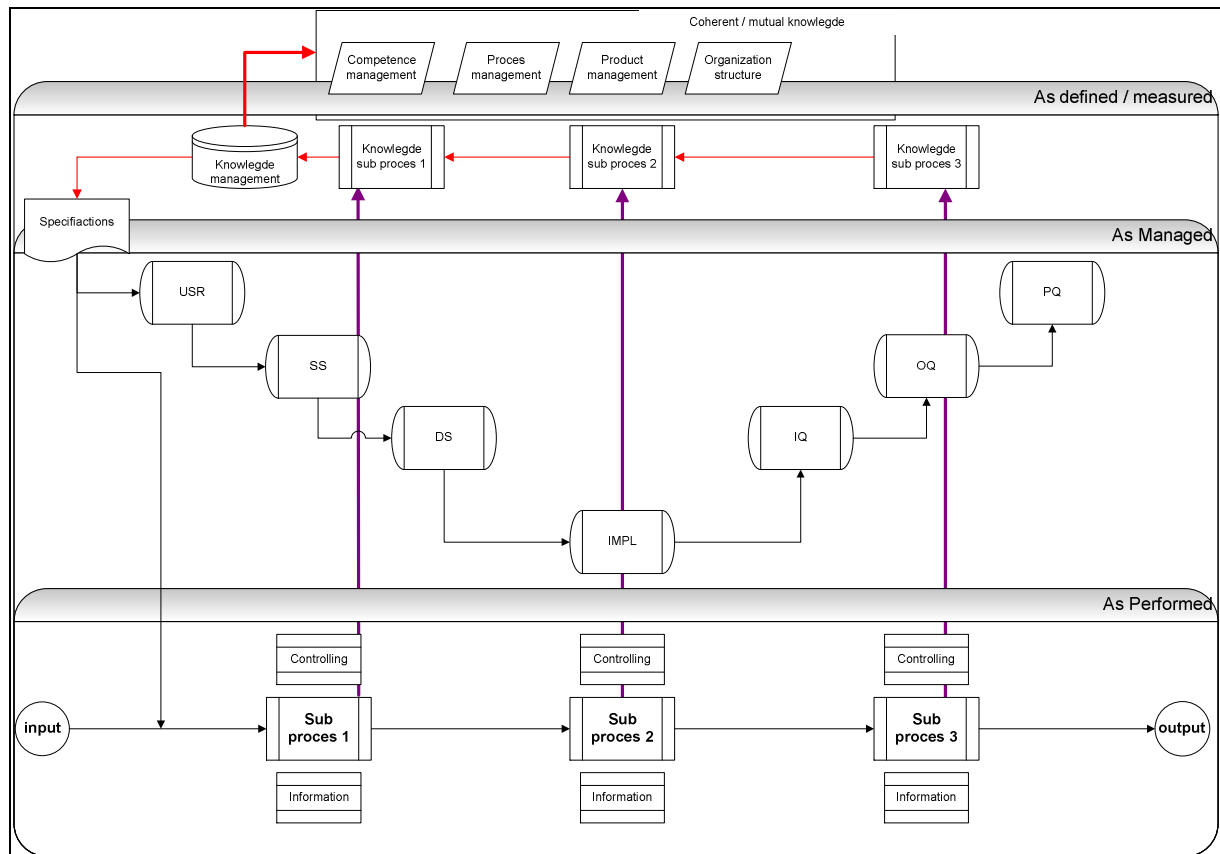 Coherent / mutual knowlegde
Competence
management
Proces
management
Product
management
Organization
structure
As defined / measured
Knowlegde
management
Knowlegde
sub proces 1
Knowlegde
sub proces 2
Knowlegde
sub proces 3
Specifiactions
As Managed
USR
PQ
SS
OQ
DS
IQ
IMPL
As Performed
Controlling
Controlling
Controlling
input
Sub
proces 1
Sub
proces 2
Sub
proces 3
output
Information
Information
Information